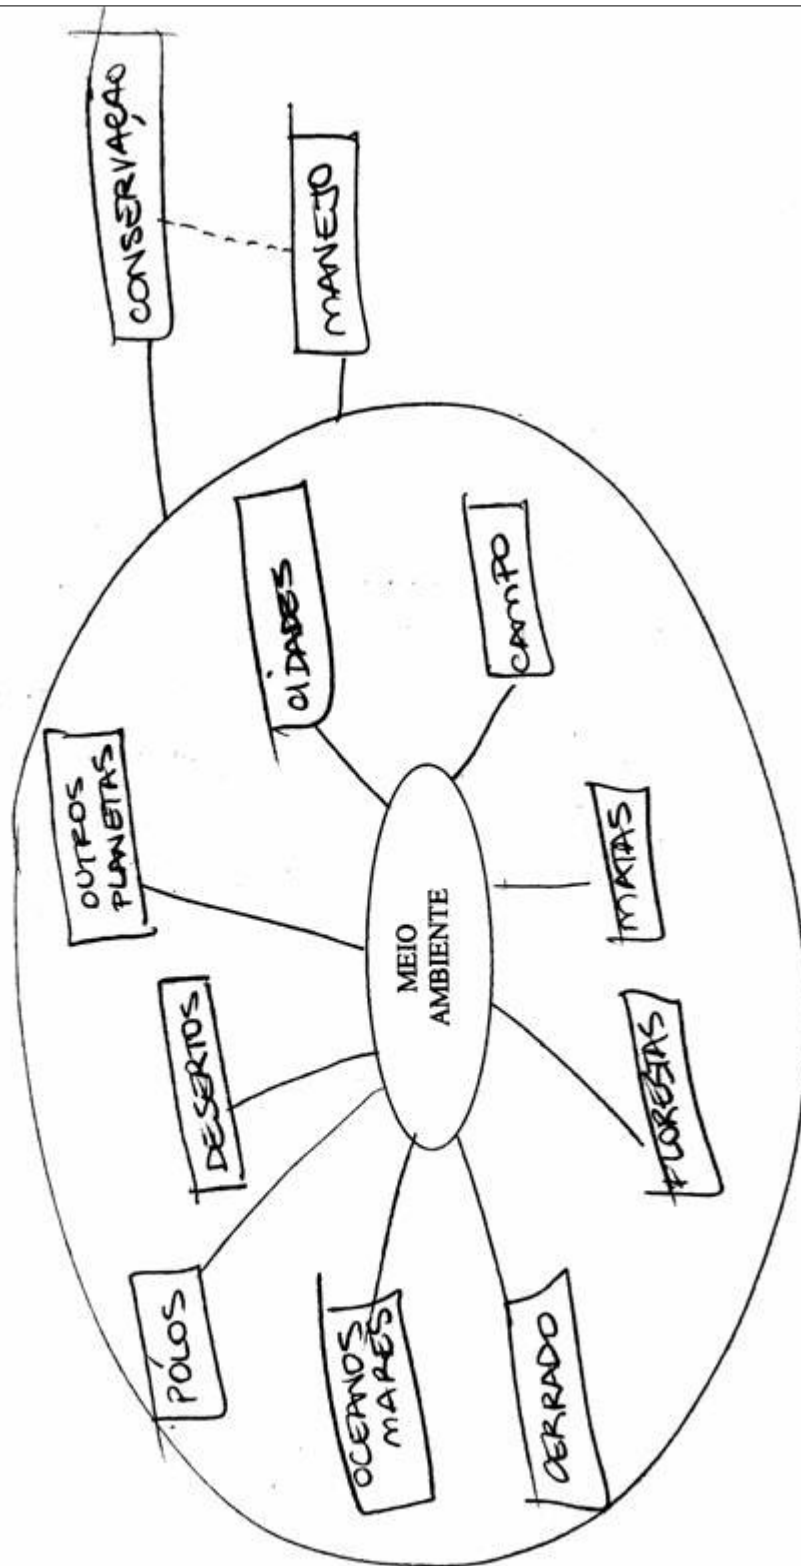 PÓLOS
DESERTOS
OUTROS
PLANETAS
CONSERVAÇÃO
OCEANOS
MARES
MEIO
AMBIENTE
CIDADES
MANEJO
CERRADO
FLORESTAS
MATAS
CAMPO